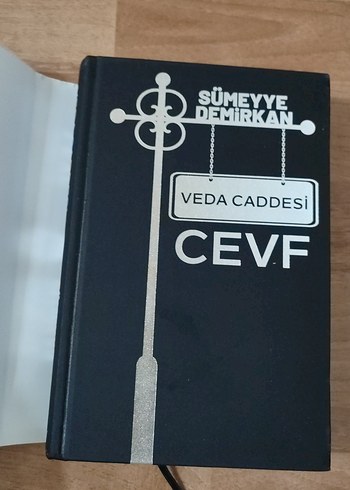 SÜMEYYE
DEMİRKAN
VEDA CADDESİ
CEVF